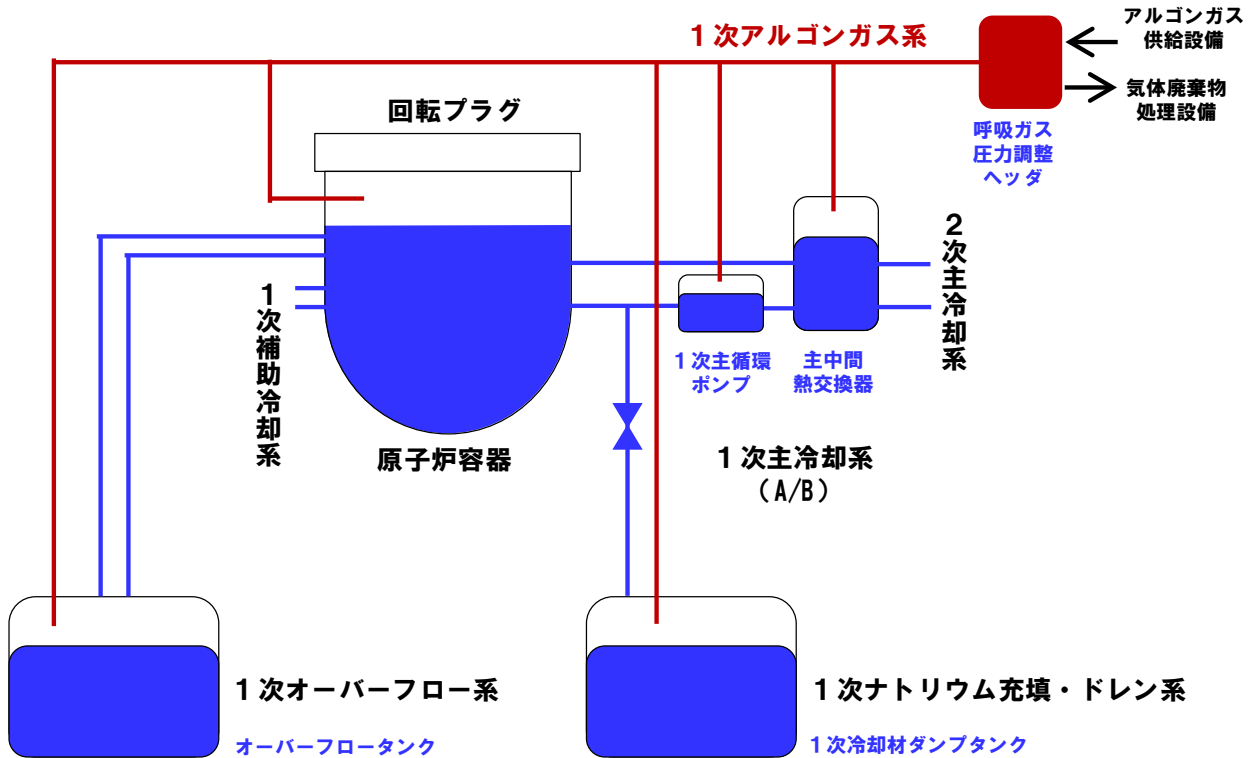 1次アルゴンガス系
アルゴンガス
供給設備
気体廃棄物
処理設備
呼吸ガス
圧力調整
ヘッダ
回転プラグ
2次主冷却系
1次補助冷却系
1次主循環
ポンプ
主中間
熱交換器
原子炉容器
1次主冷却系
(A/B)
1次オーバーフロー系
オーバーフロータンク
1次ナトリウム充填・ドレン系
1次冷却材ダンプタンク